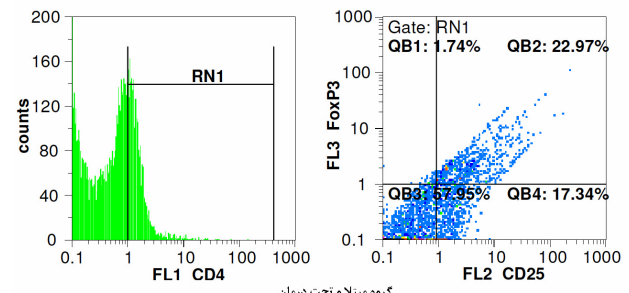 200
160
120
80
40
0
counts
RN1
0.1 1 10 100 1000
FL1 CD4
1000
100
10
1
0.1
FL3 FoxP3
Gate: RN1
QB1: 1.74% QB2: 22.97%
QB3: 57.95% QB4: 17.34%
0.1 1 10 100 1000
FL2 CD25